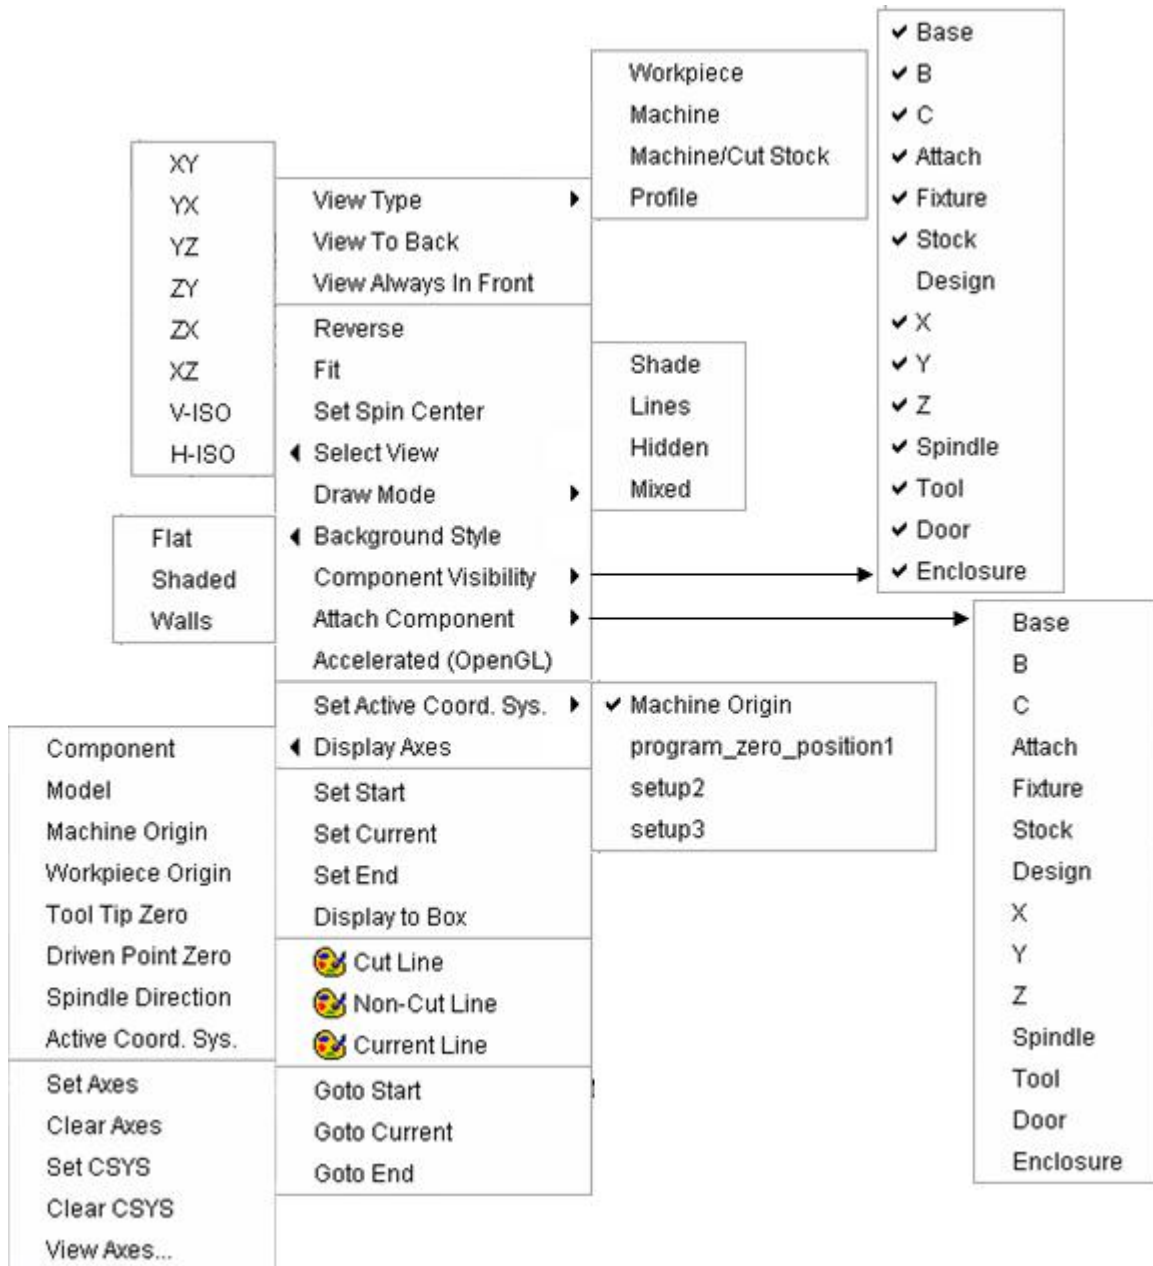 XY
YX
YZ
ZY
ZX
XZ
V-ISO
H-ISO
Flat
Shaded
Walls
Component
Model
Machine Origin
Workpiece Origin
Tool Tip Zero
Driven Point Zero
Spindle Direction
Active Coord. Sys.
Set Axes
Clear Axes
Set CSYS
Clear CSYS
View Axes...
View Type
View To Back
View Always In Front
Reverse
Fit
Set Spin Center
Select View
Draw Mode
Background Style
Component Visibility
Attach Component
Accelerated (OpenGL)
Set Active Coord. Sys.
Display Axes
Set Start
Set Current
Set End
Display to Box
Cut Line
Non-Cut Line
Current Line
Goto Start
Goto Current
Goto End
Workpiece
Machine
Machine/Cut Stock
Profile
Shade
Lines
Hidden
Mixed
Machine Origin
program_zero_position1
setup2
setup3
Base
B
C
Attach
Fixture
Stock
Design
X
Y
Z
Spindle
Tool
Door
Enclosure
Base
B
C
Attach
Fixture
Stock
Design
X
Y
Z
Spindle
Tool
Door
Enclosure